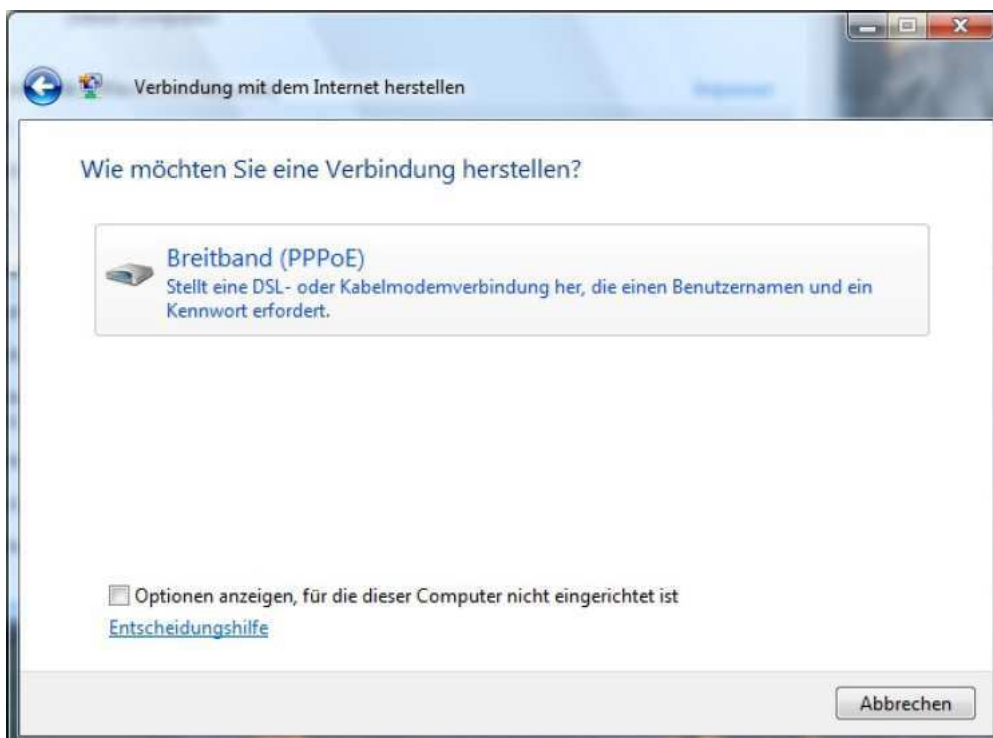 Verbindung mit dem Internet herstellen
Wie möchten Sie eine Verbindung herstellen?
Breitband (PPPoE)
Stellt eine DSL- oder Kabelmodemverbindung her, die einen Benutzernamen und ein
Kennwort erfordert.
Optionen anzeigen, für die dieser Computer nicht eingerichtet ist
Entscheidungshilfe
Abbrechen